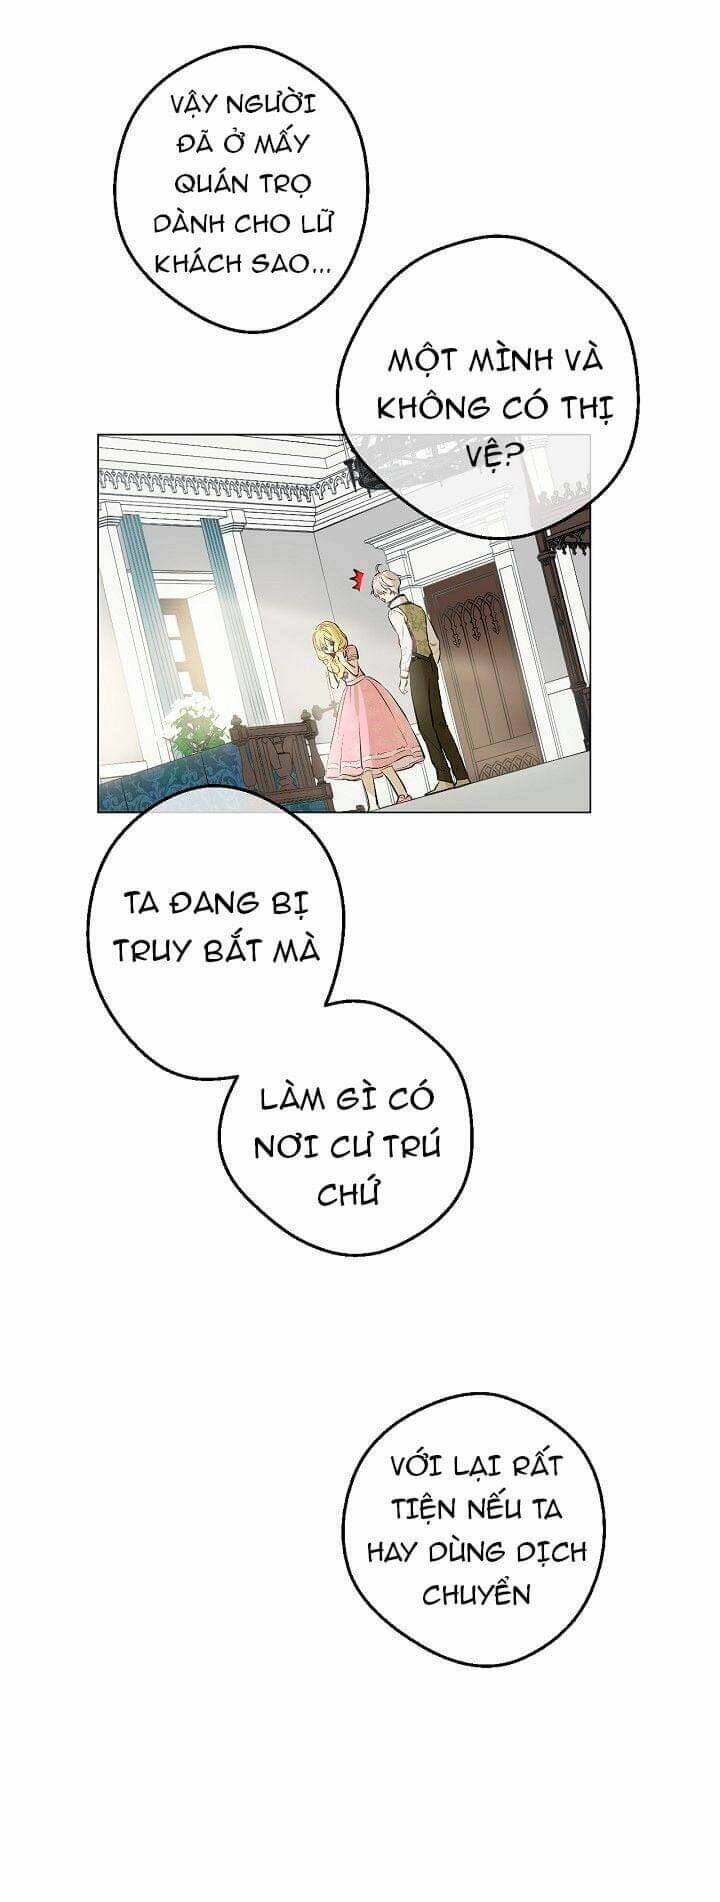 VẬY NGƯỜI
ĐÃ Ở MẤY
QUÁN TRỌ
DÀNH CHO LỮ
KHÁCH SAO...
MỘT MÌNH VÀ
KHÔNG CÓ THỊ
VỆ?
TA ĐANG BỊ
TRUY BẮT MÀ
LÀM GÌ CÓ
NƠI CƯ TRÚ
CHỨ
VỚI LẠI RẤT
TIỆN NẾU TA
HAY DÙNG DỊCH
CHUYỂN